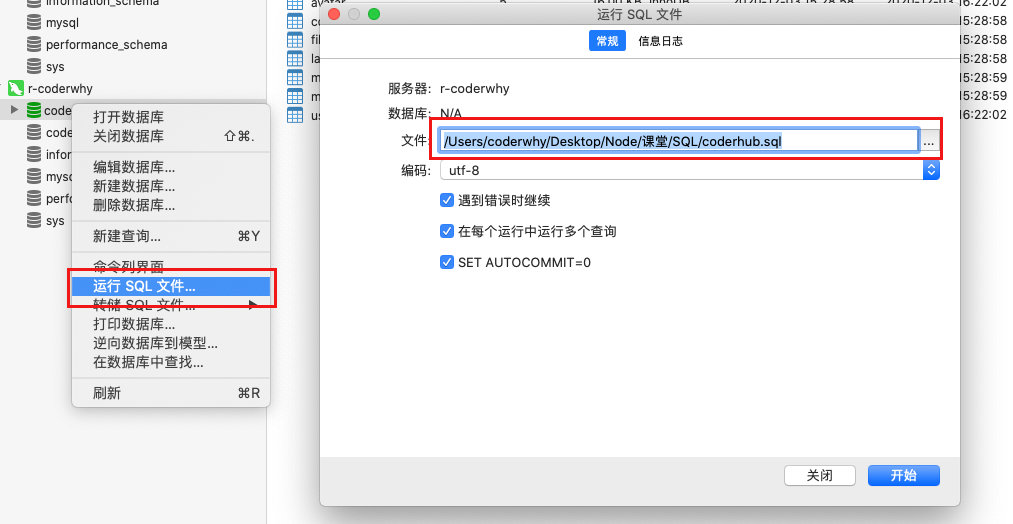 information_schema
mysql
performance_schema
sys
r-coderwhy
打开数据库
关闭数据库 ⇧⌘.
编辑数据库...
新建数据库...
删除数据库...
新建查询... ⌘Y
命令列界面
运行 SQL 文件...
转储 SQL 文件... ▶
打印数据库...
逆向数据库到模型...
在数据库中查找...
刷新 ⌘R
sys
运行 SQL 文件
常规 信息日志
服务器: r-coderwhy
数据库: N/A
文件: /Users/coderwhy/Desktop/Node/课堂/SQL/coderhub.sql ...
编码: utf-8
遇到错误时继续
在每个运行中运行多个查询
SET AUTOCOMMIT=0
关闭 开始
16:22:02
15:28:58
15:28:58
15:28:58
15:28:59
15:28:59
16:22:02